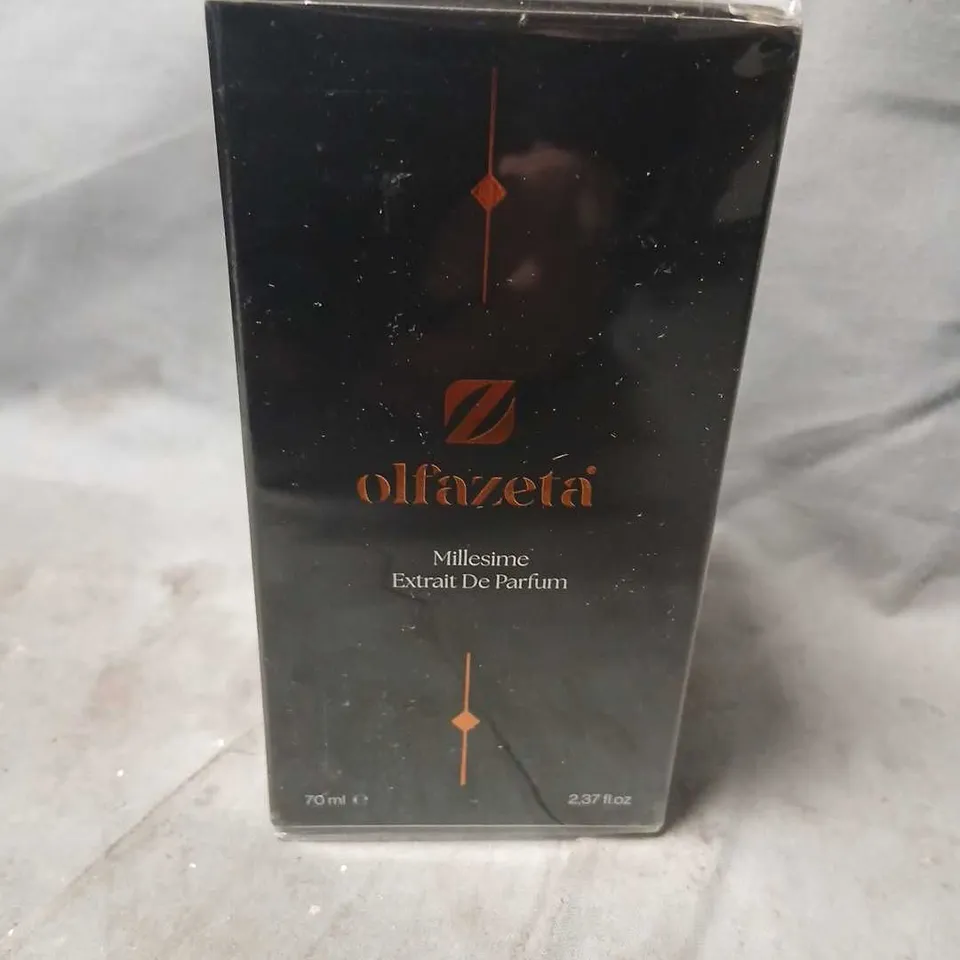 olfazeta
Millesime
Extrait De Parfum
70 ml ℮ 2,37 fl.oz